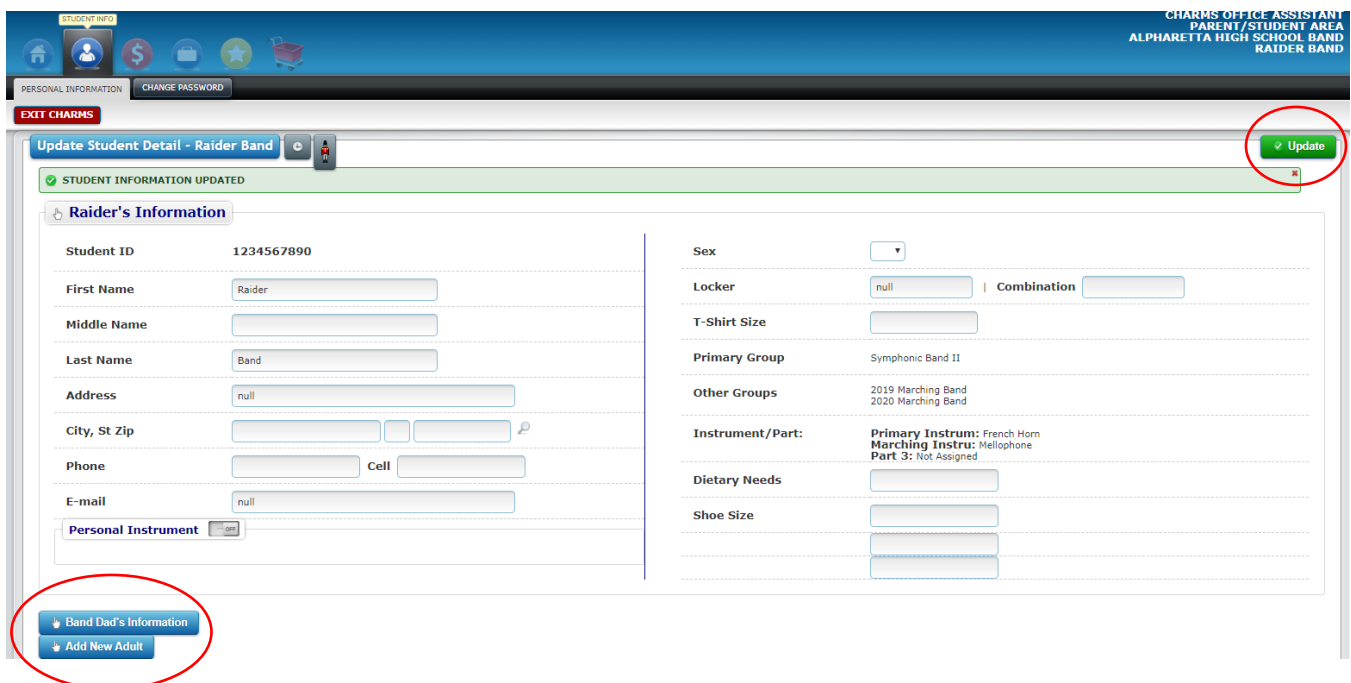 STUDENT INFO
CHARMS OFFICE ASSISTANT
PARENT/STUDENT AREA
ALPHARETTA HIGH SCHOOL BAND
RAIDER BAND
PERSONAL INFORMATION
CHANGE PASSWORD
EXIT CHARMS
Update Student Detail - Raider Band
Update
STUDENT INFORMATION UPDATED
Raider's Information
Student ID 1234567890
First Name Raider
Middle Name
Last Name Band
Address null
City, St Zip
Phone Cell
E-mail null
Personal Instrument OFF
Sex
Locker null | Combination
T-Shirt Size
Primary Group Symphonic Band II
Other Groups 2019 Marching Band
2020 Marching Band
Instrument/Part: Primary Instrum: French Horn
Marching Instru: Mellophone
Part 3: Not Assigned
Dietary Needs
Shoe Size
Band Dad's Information
Add New Adult